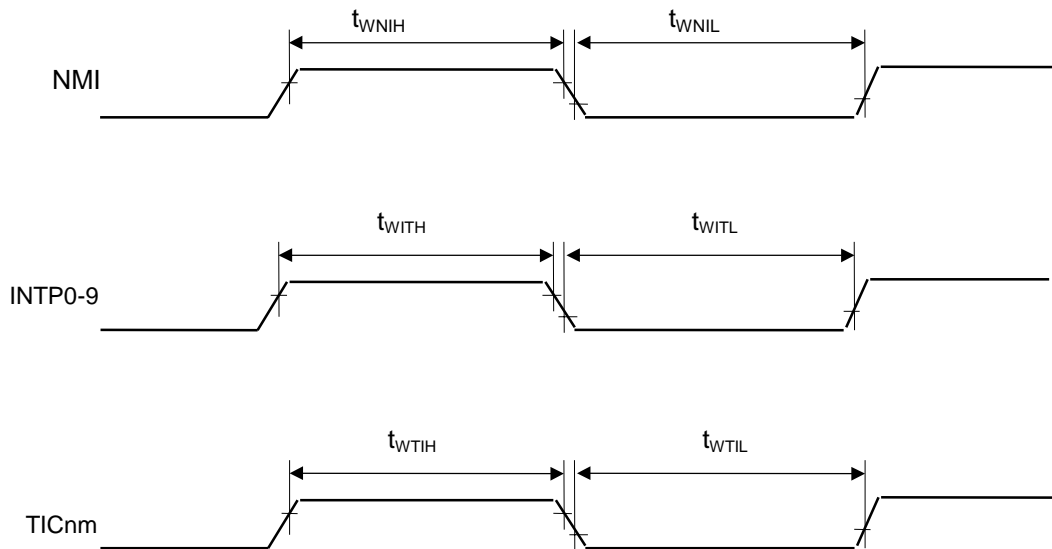 tWNIH tWNIL
NMI
tWITH tWITL
INTP0-9
tWTIH tWTIL
TICnm